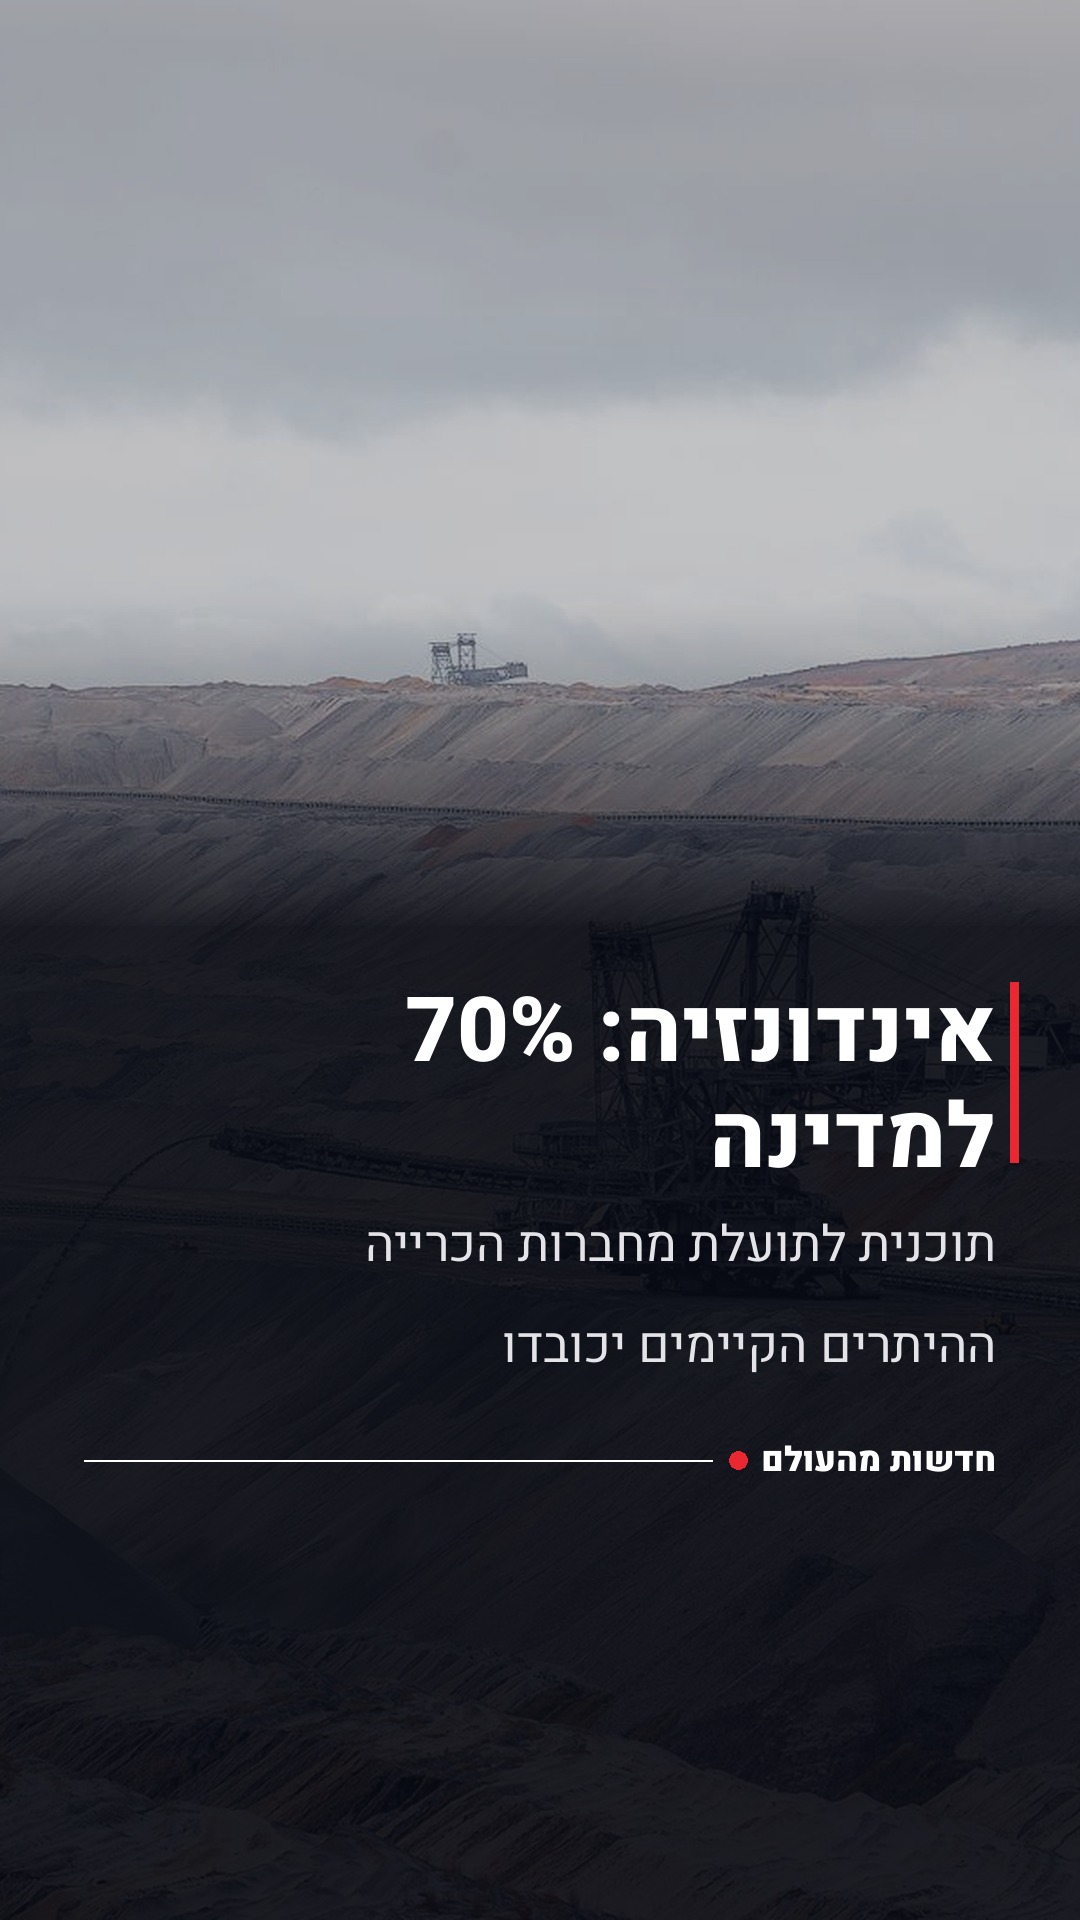 אינדונזיה: 70%
למדינה
תוכנית לתועלת מחברות הכרייה
ההיתרים הקיימים יכובדו
חדשות מהעולם